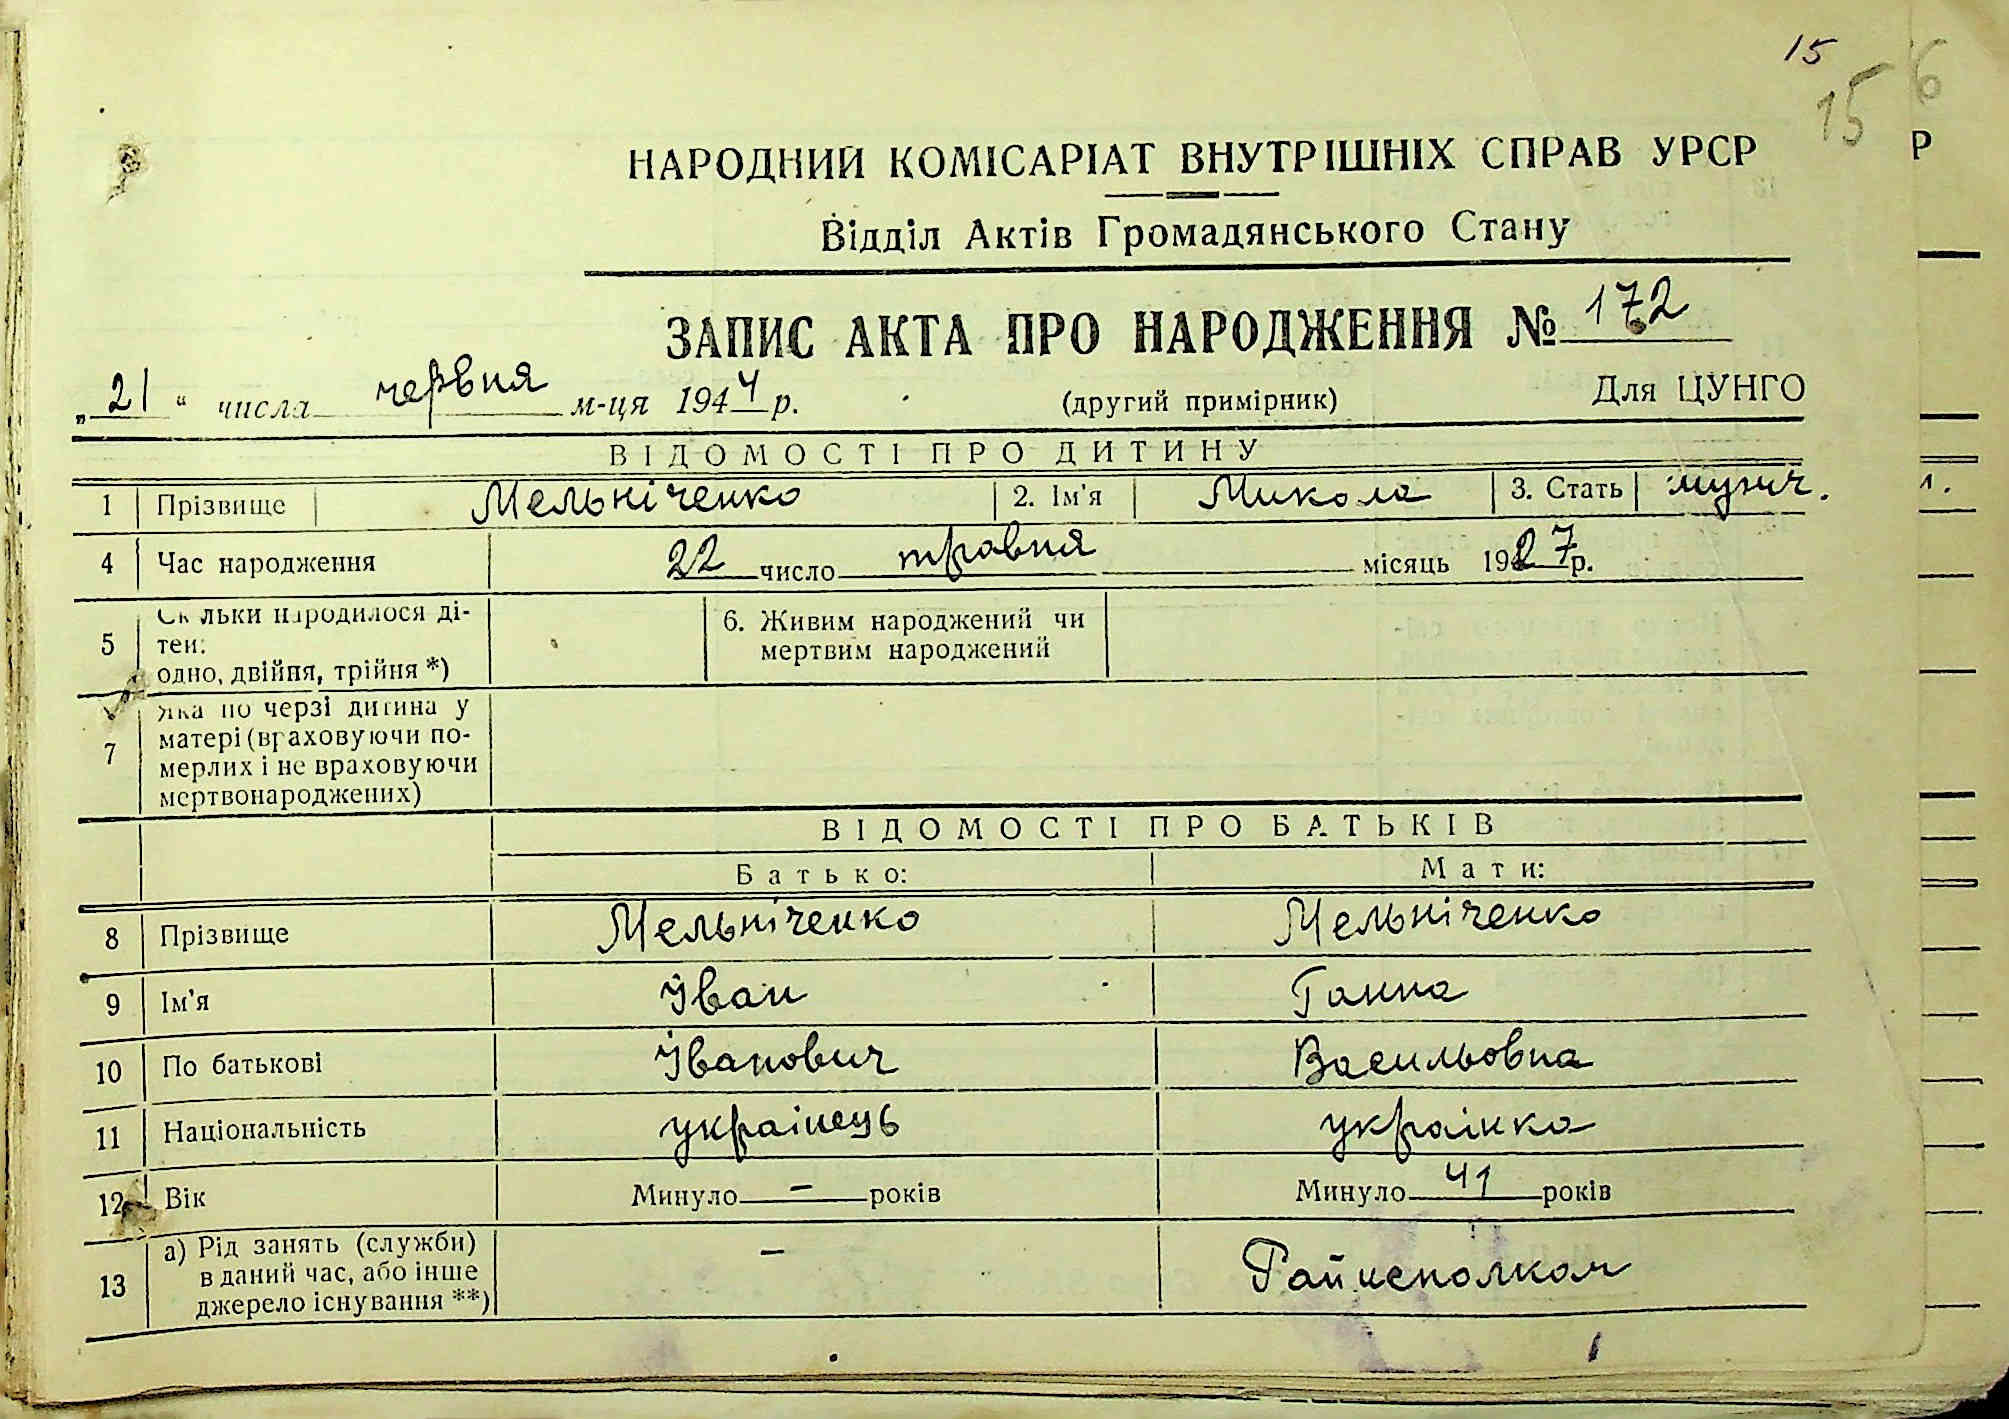 15
15 6
НАРОДНИЙ КОМІСАРІАТ ВНУТРІШНІХ СПРАВ УРСР Р
Відділ Актів Громадянського Стану
ЗАПИС АКТА ПРО НАРОДЖЕННЯ № 172
„21“ числа червня м-ця 1944 р. (другий примірник) Для ЦУНГО
ВІДОМОСТІ ПРО ДИТИНУ
1 Прізвище Мельніченко 2. Ім'я Микола 3. Стать мужч.
4 Час народження 22 число травня місяць 1927 р.
5 Скільки народилося ді-
тей:
одно, двійня, трійня *)
6. Живим народжений чи
мертвим народжений
7 Яка по черзі дитина у
матері (враховуючи по-
мерлих і не враховуючи
мертвонароджених)
ВІДОМОСТІ ПРО БАТЬКІВ
Батько: Мати:
8 Прізвище Мельніченко Мельніченко
9 Ім'я Іван Ганна
10 По батькові Іванович Васильовна
11 Національність українець українка
12 Вік Минуло — років Минуло 41 років
13 а) Рід занять (служби)
в даний час, або інше
джерело існування **)
— Райисполком